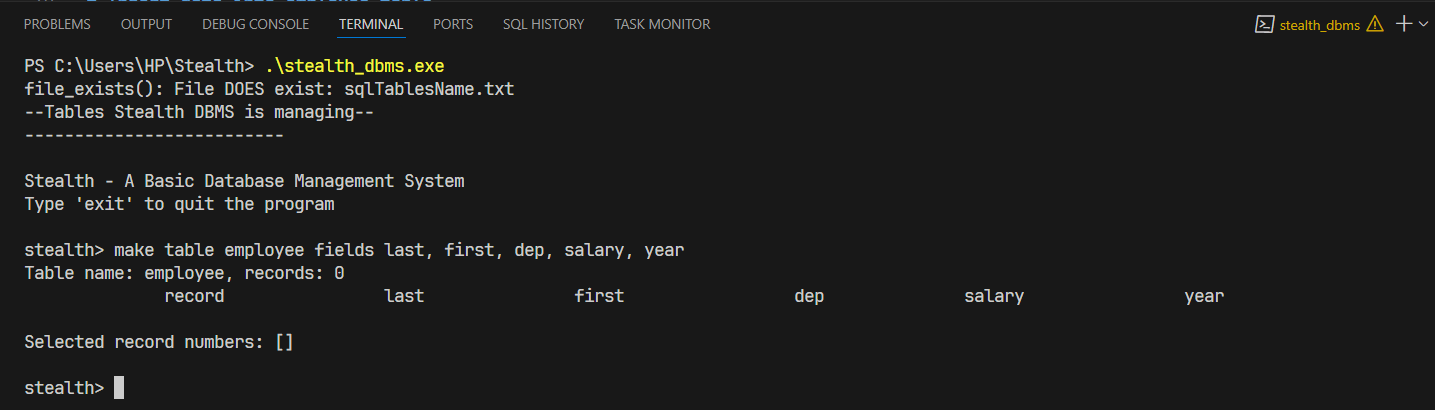 PROBLEMS OUTPUT DEBUG CONSOLE TERMINAL PORTS SQL HISTORY TASK MONITOR stealth_dbms
PS C:\Users\HP\Stealth> .\stealth_dbms.exe
file_exists(): File DOES exist: sqlTablesName.txt
--Tables Stealth DBMS is managing--
--------------------------
Stealth - A Basic Database Management System
Type 'exit' to quit the program
stealth> make table employee fields last, first, dep, salary, year
Table name: employee, records: 0
record last first dep salary year
Selected record numbers: []
stealth>